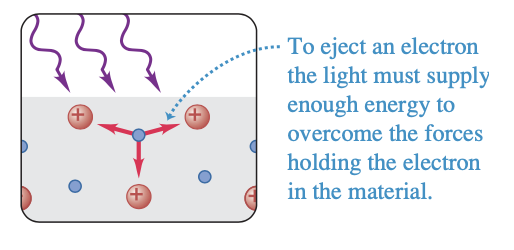 To eject an electron
the light must supply
enough energy to
overcome the forces
holding the electron
in the material.
+ +
+ +